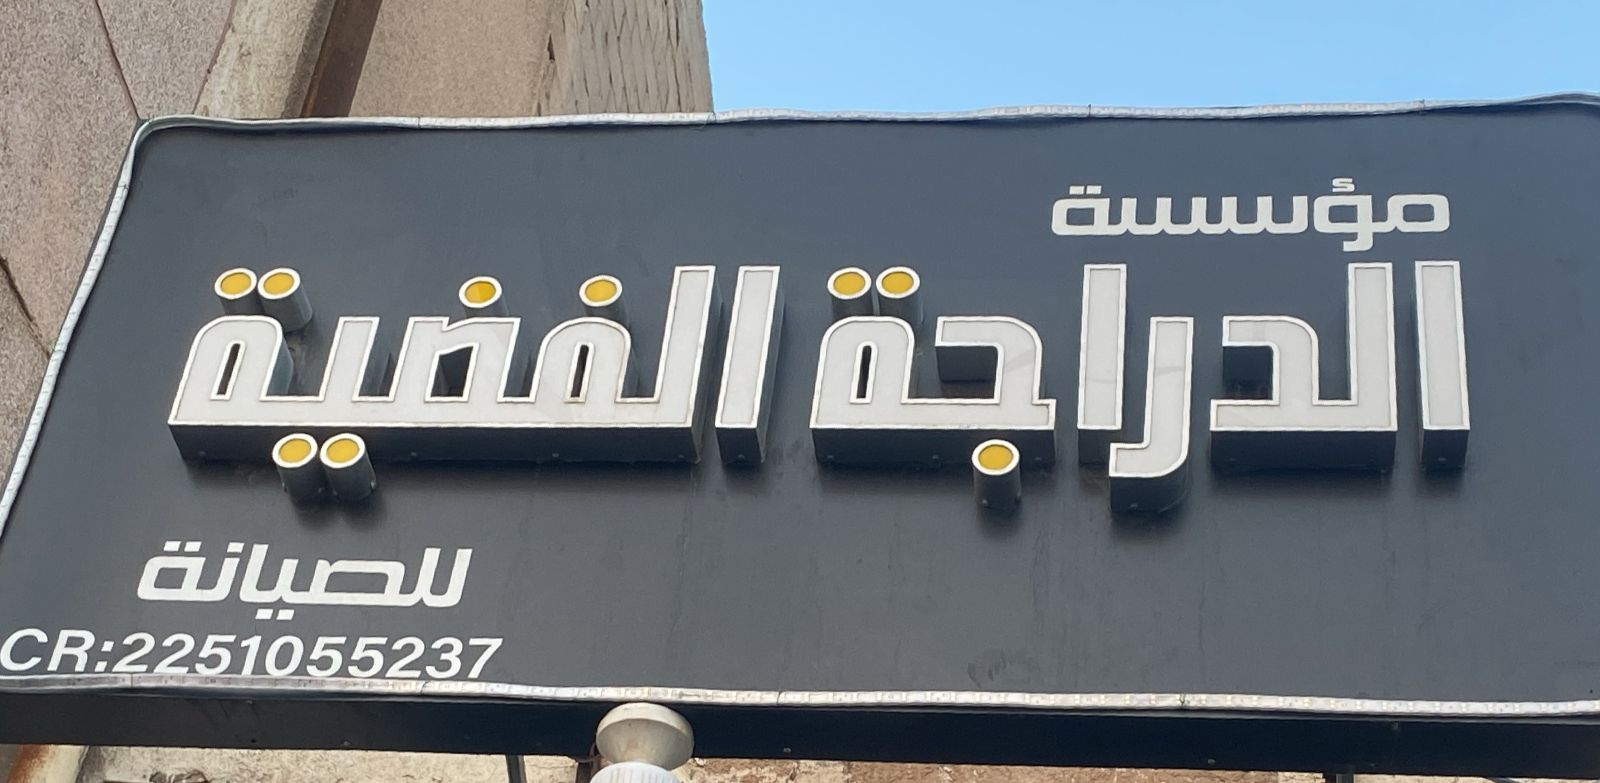 مؤسسة
الدراجة الفضية
للصيانة
CR:2251055237